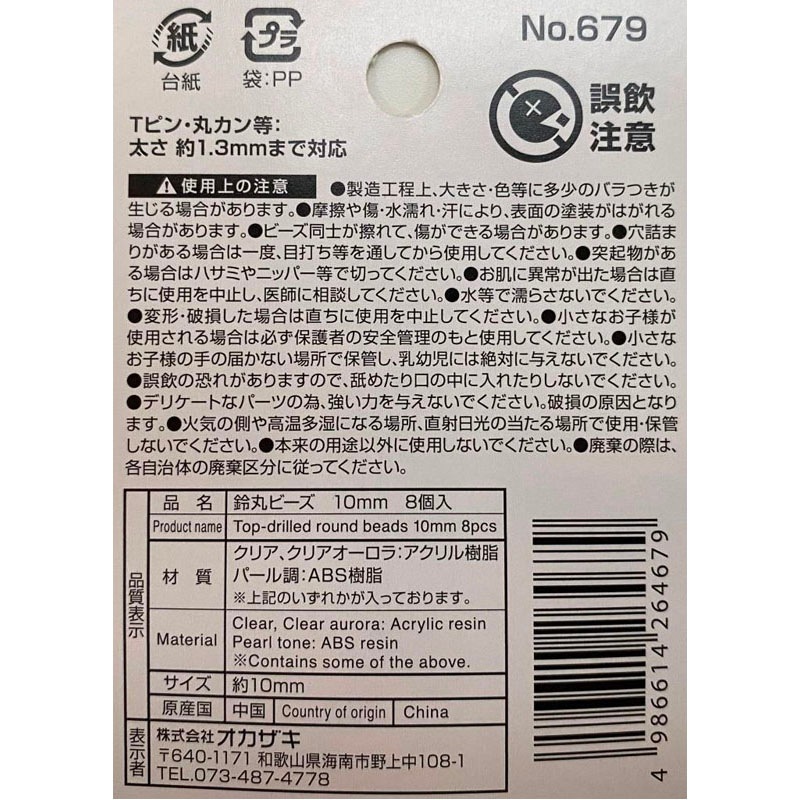 No.679
紙
台紙
プラ
袋:PP
誤飲
注意
Tピン・丸カン等:
太さ 約1.3mmまで対応
使用上の注意 ●製造工程上、大きさ・色等に多少のバラつきが
生じる場合があります。●摩擦や傷・水濡れ・汗により、表面の塗装がはがれる
場合があります。●ビーズ同士が擦れて、傷ができる場合があります。●穴詰ま
りがある場合は一度、目打ち等を通してから使用してください。●突起物があ
る場合はハサミやニッパー等で切ってください。●お肌に異常が出た場合は直
ちに使用を中止し、医師に相談してください。●水等で濡らさないでください。
●変形・破損した場合は直ちに使用を中止してください。●小さなお子様が
使用される場合は必ず保護者の安全管理のもと使用してください。●小さな
お子様の手の届かない場所で保管し、乳幼児には絶対に与えないでください。
●誤飲の恐れがありますので、舐めたり口の中に入れたりしないでください。
●デリケートなパーツの為、強い力を与えないでください。破損の原因となり
ます。●火気の側や高温多湿になる場所、直射日光の当たる場所で使用・保管
しないでください。●本来の用途以外に使用しないでください。●廃棄の際は、
各自治体の廃棄区分に従ってください。
品質表示
品 名 鈴丸ビーズ 10mm 8個入
Product name Top-drilled round beads 10mm 8pcs
材 質 クリア、クリアオーロラ:アクリル樹脂
パール調:ABS樹脂
※上記のいずれかが入っております。
Material Clear, Clear aurora: Acrylic resin
Pearl tone: ABS resin
※Contains some of the above.
サイズ 約10mm
原産国 中国 Country of origin China
表示者
株式会社オカザキ
〒640-1171 和歌山県海南市野上中108-1
TEL.073-487-4778
4 986614 264679